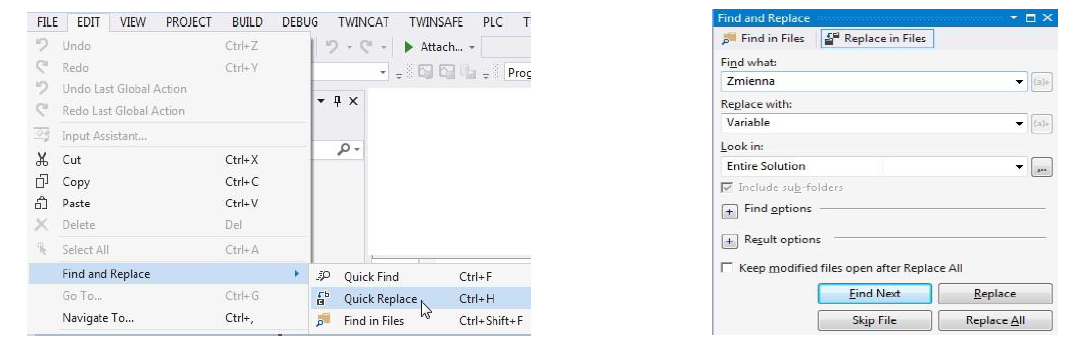 FILE EDIT VIEW PROJECT BUILD DEBUG TWINCAT TWINSAFE PLC
Undo Ctrl+Z
Redo Ctrl+Y
Undo Last Global Action
Redo Last Global Action
Input Assistant...
Cut Ctrl+X
Copy Ctrl+C
Paste Ctrl+V
Delete Del
Select All Ctrl+A
Find and Replace
Go To... Ctrl+G
Navigate To... Ctrl+,
Attach...
Prog
Quick Find Ctrl+F
Quick Replace Ctrl+H
Find in Files Ctrl+Shift+F
Find and Replace
Find in Files Replace in Files
Find what:
Zmienna
Replace with:
Variable
Look in:
Entire Solution
...
Include sub-folders
Find options
Result options
Keep modified files open after Replace All
Find Next Replace
Skip File Replace All